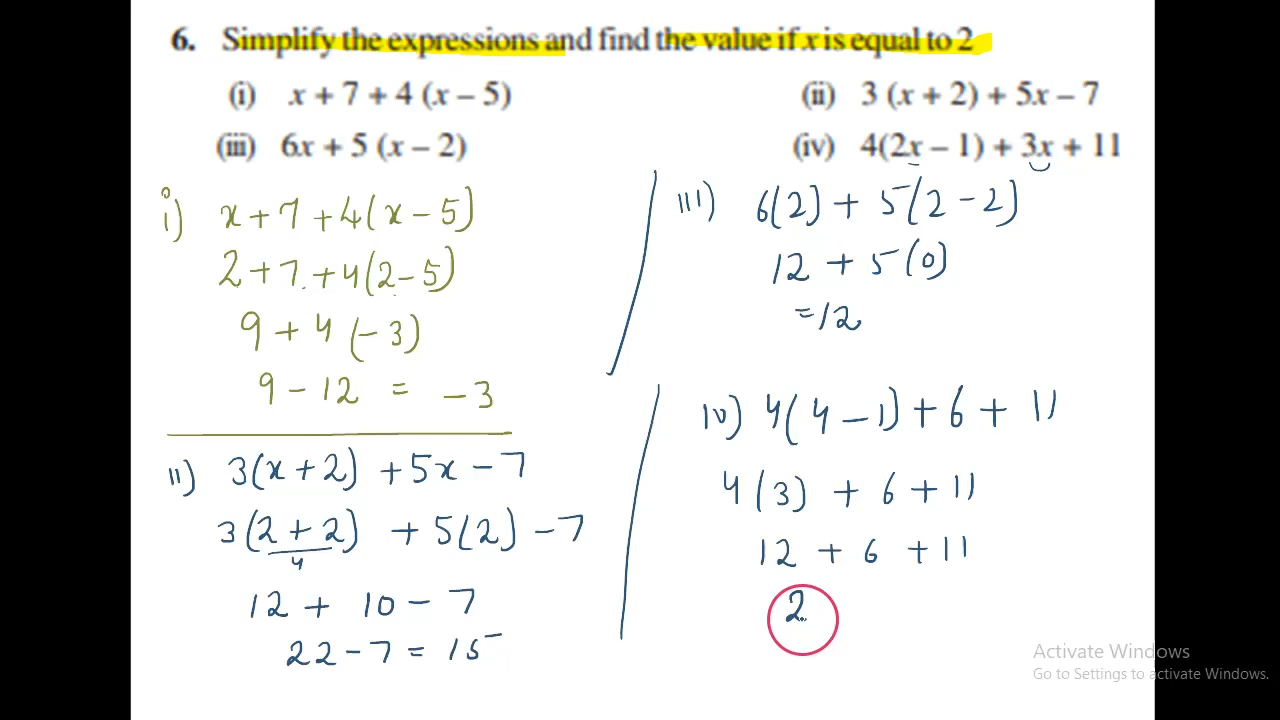 6. Simplify the expressions and find the value if x is equal to 2
(i) x + 7 + 4 (x – 5)
(ii) 3 (x + 2) + 5x – 7
(iii) 6x + 5 (x – 2)
(iv) 4(2x – 1) + 3x + 11
i) x + 7 + 4(x – 5)
2 + 7 + 4(2 – 5)
9 + 4 (– 3)
9 – 12 = – 3
ii) 3(x + 2) + 5x – 7
3(2 + 2) + 5(2) – 7
4
12 + 10 – 7
22 – 7 = 15
iii) 6(2) + 5(2 – 2)
12 + 5(0)
= 12
iv) 4(4 – 1) + 6 + 11
4(3) + 6 + 11
12 + 6 + 11
2
Activate Windows
Go to Settings to activate Windows.